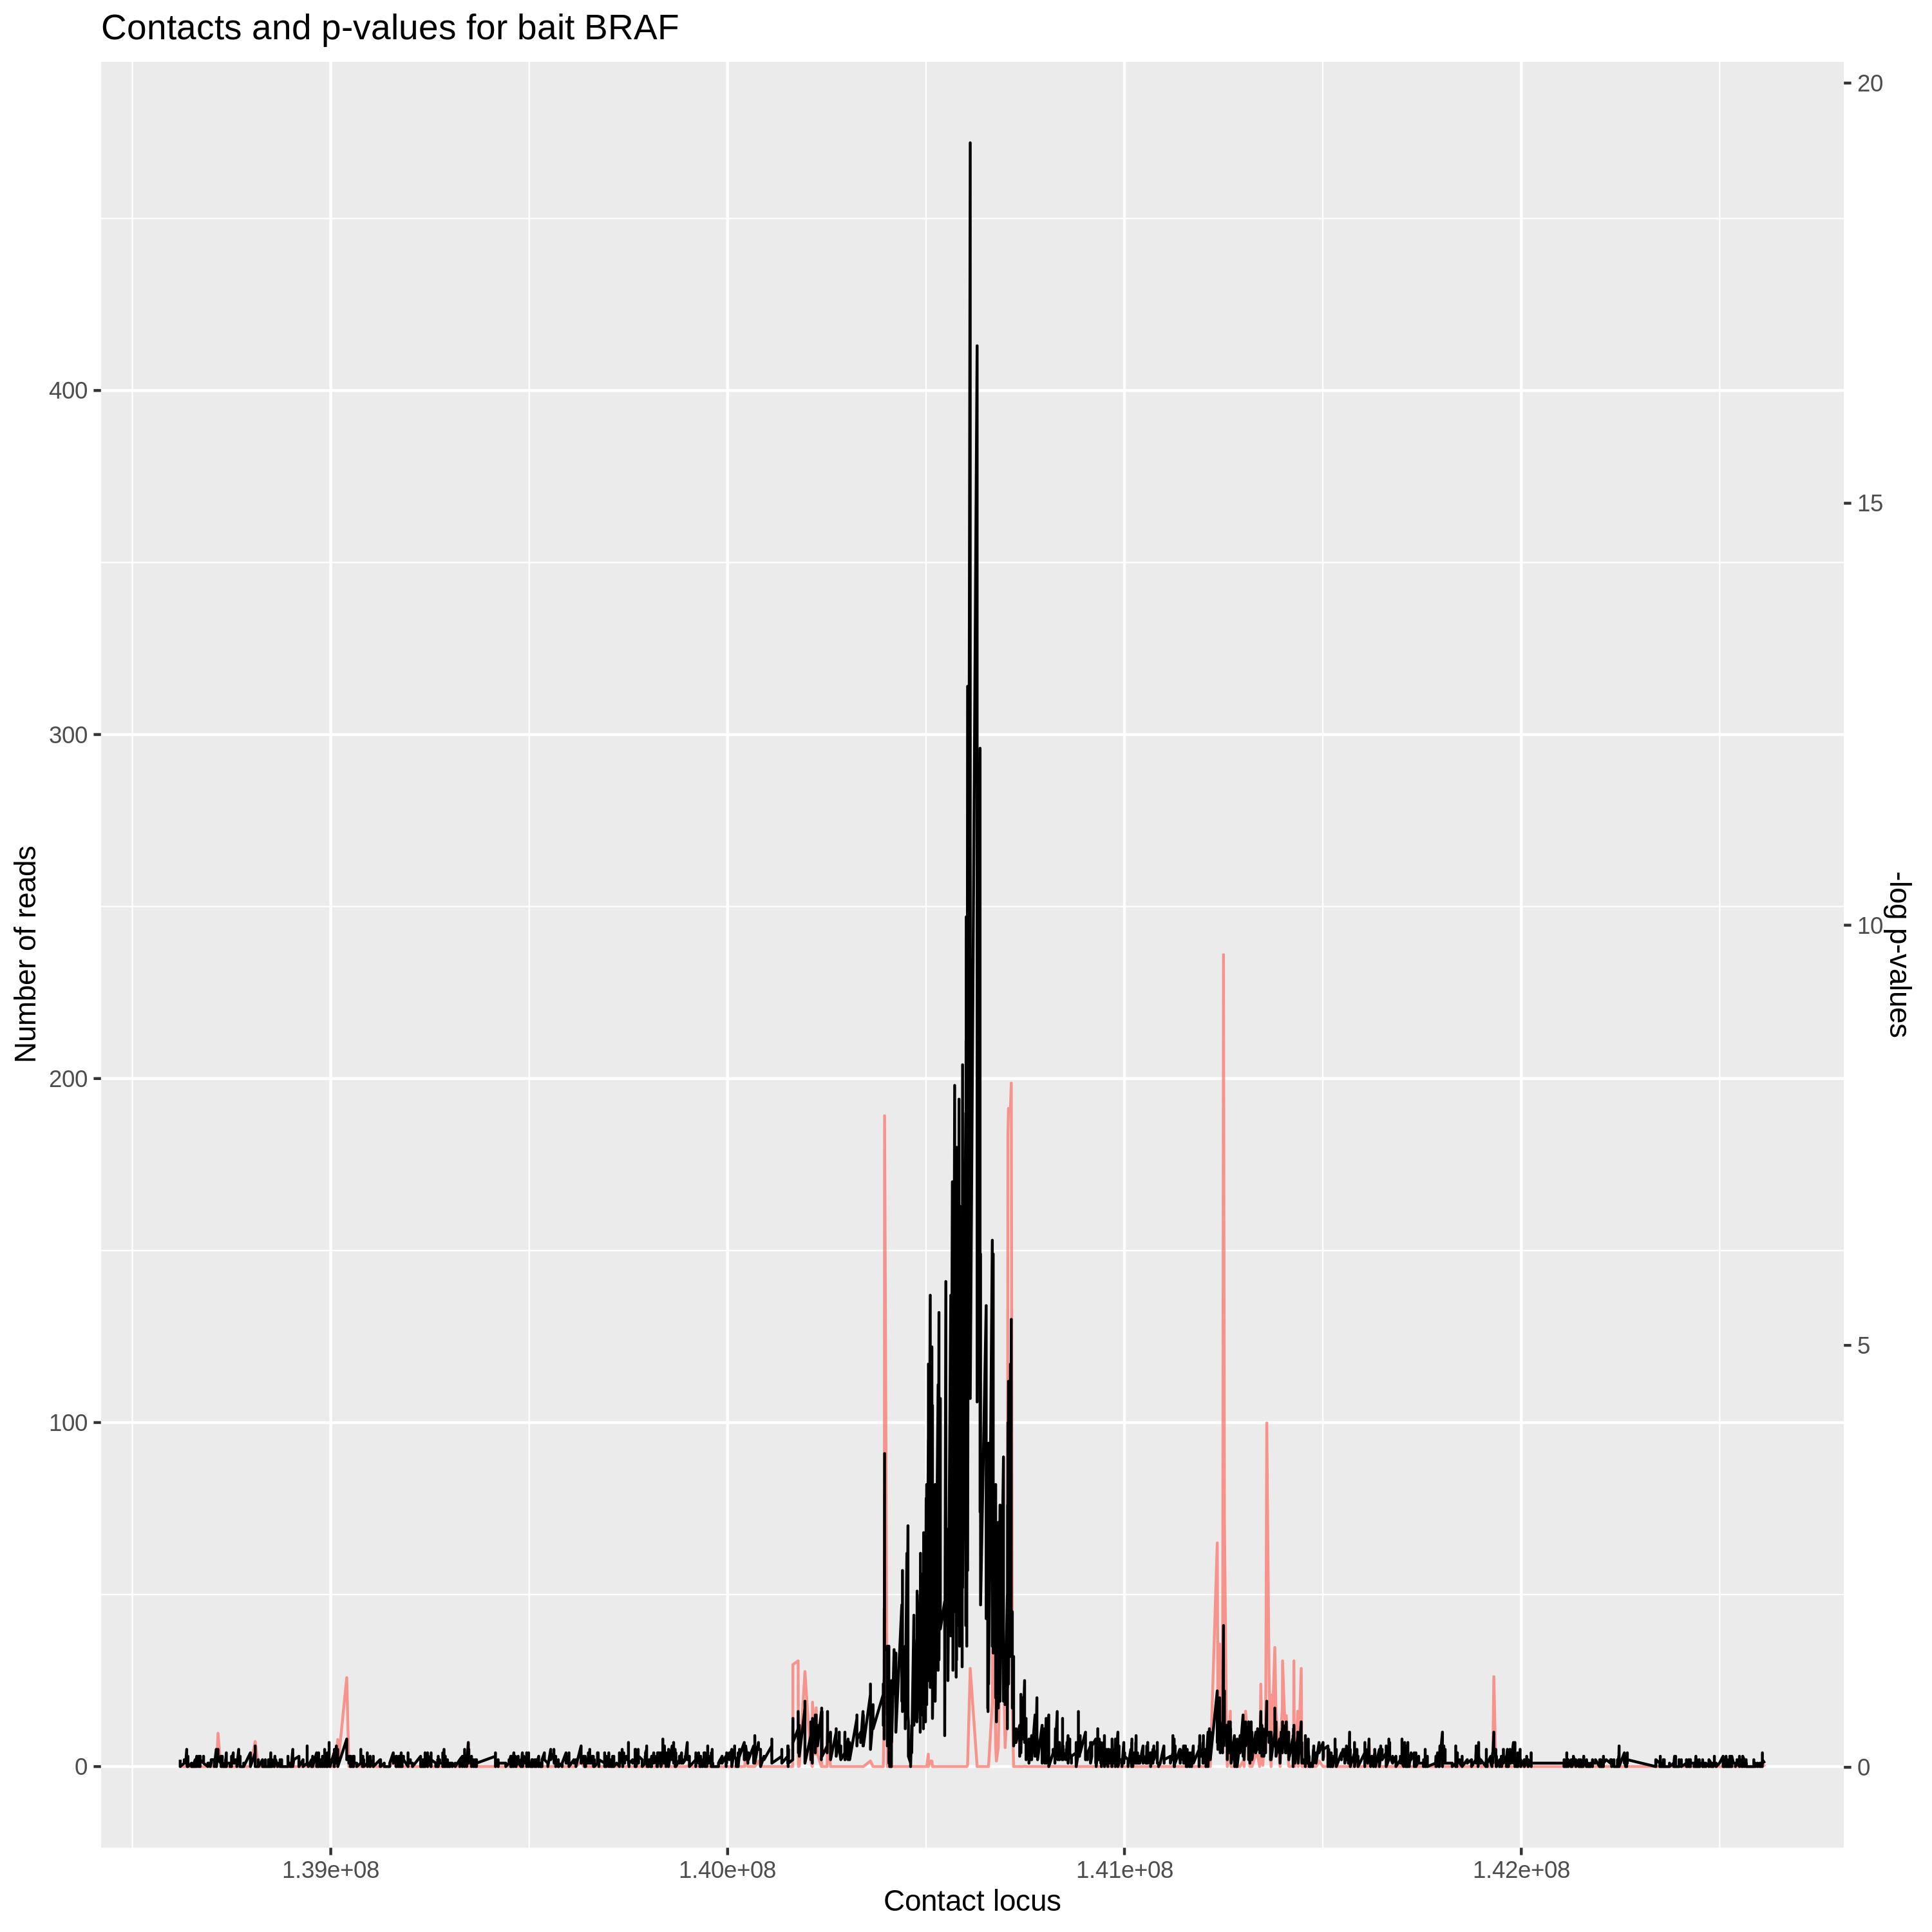 Contacts and p-values for bait BRAF
20
15
10
5
0
-log p-values
400
300
200
100
0
Number of reads
1.39e+08 1.40e+08 1.41e+08 1.42e+08
Contact locus